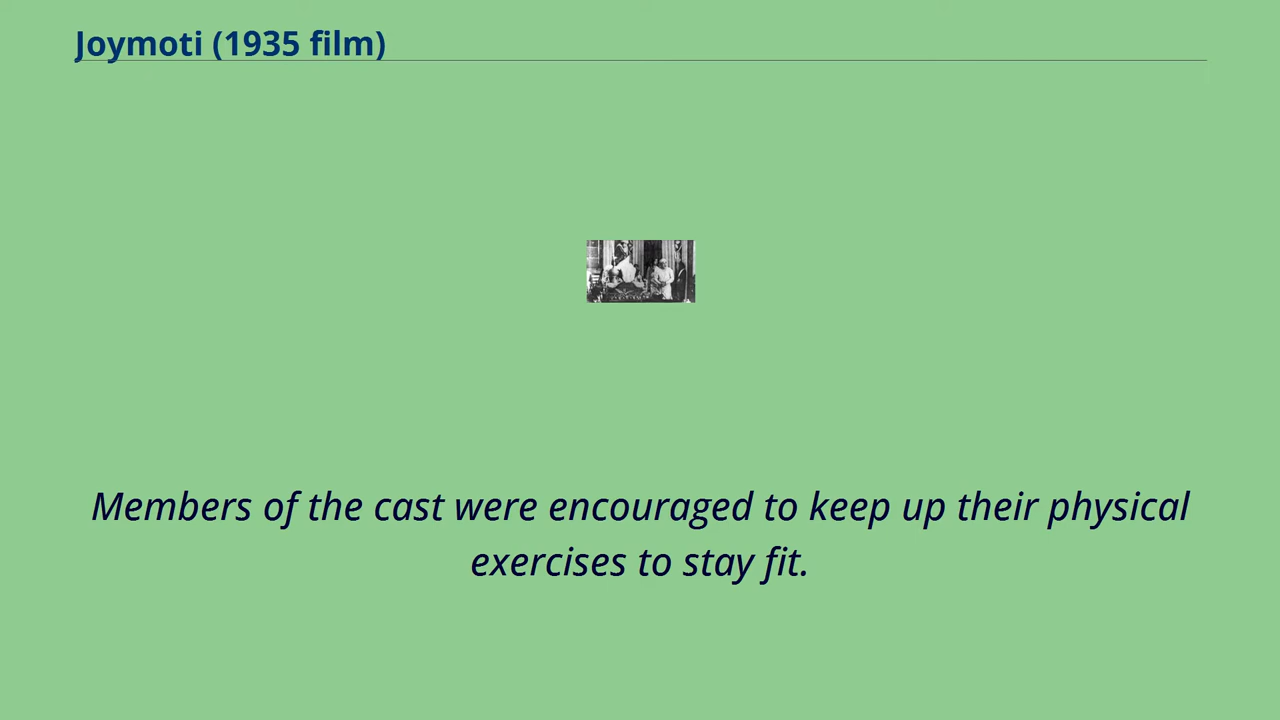 Joymoti (1935 film)
Members of the cast were encouraged to keep up their physical
exercises to stay fit.